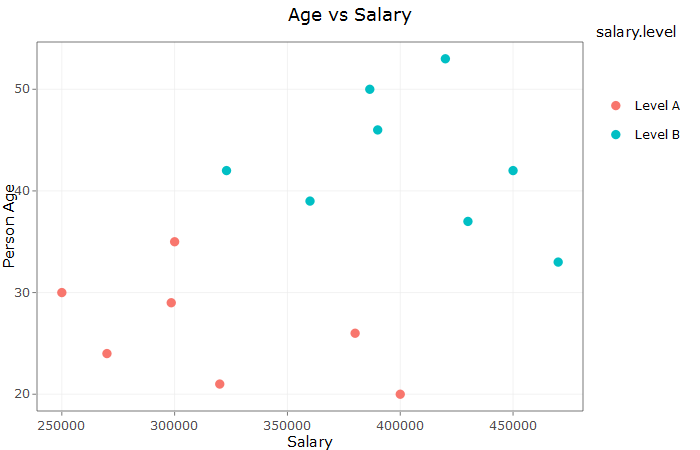 Age vs Salary
salary.level
Level A
Level B
Person Age
50
40
30
20
250000 300000 350000 400000 450000
Salary